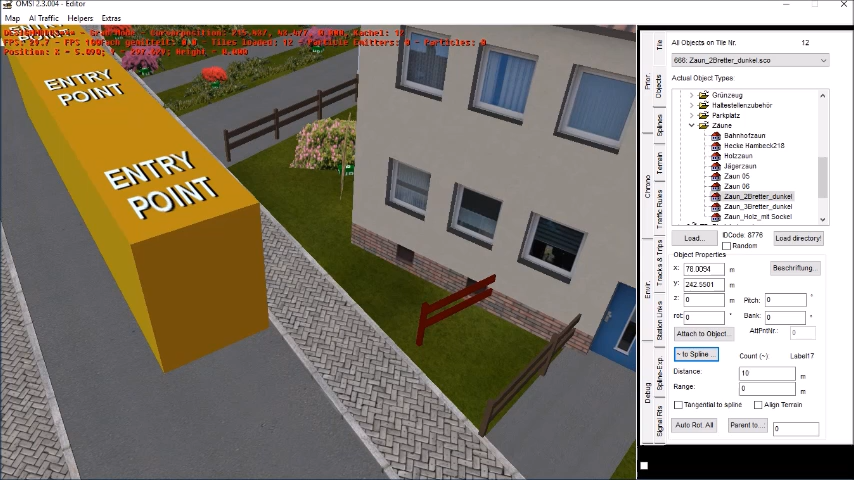 OMSI 2.3.004 - Editor
Map AI Traffic Helpers Extras
ENTRY
POINT
ENTRY
POINT
All Objects on Tile Nr. 12
666: Zaun_2Bretter_dunkel.sco
Actual Object Types:
Grünzeug
Haltestellenzubehör
Parkplatz
Zäune
Bahnhofzaun
Hecke Hambeck218
Holzzaun
Jägerzaun
Zaun 05
Zaun 06
Zaun_2Bretter_dunkel
Zaun_3Bretter_dunkel
Zaun_Holz_mit Sockel
Load... IDCode: 8776 Load directory!
Random
Object Properties
x: 78.0094 m Beschriftung...
y: 242.5501 m
z: 0 m Pitch: 0 °
rot: 0 ° Bank: 0 °
Attach to Object... AttPntNr.: 0
~ to Spline ... Count (~): Label17
Distance: 10 m
Range: 0 m
Tangential to spline Align Terrain
Auto Rot. All Parent to...: 0
Tile
Objects
Splines
Terrain
Traffic Rules
Tracks & Trips
Station Links
Spline-Exp.
Signal Rts
Prior.
Chrono
Envir.
Debug